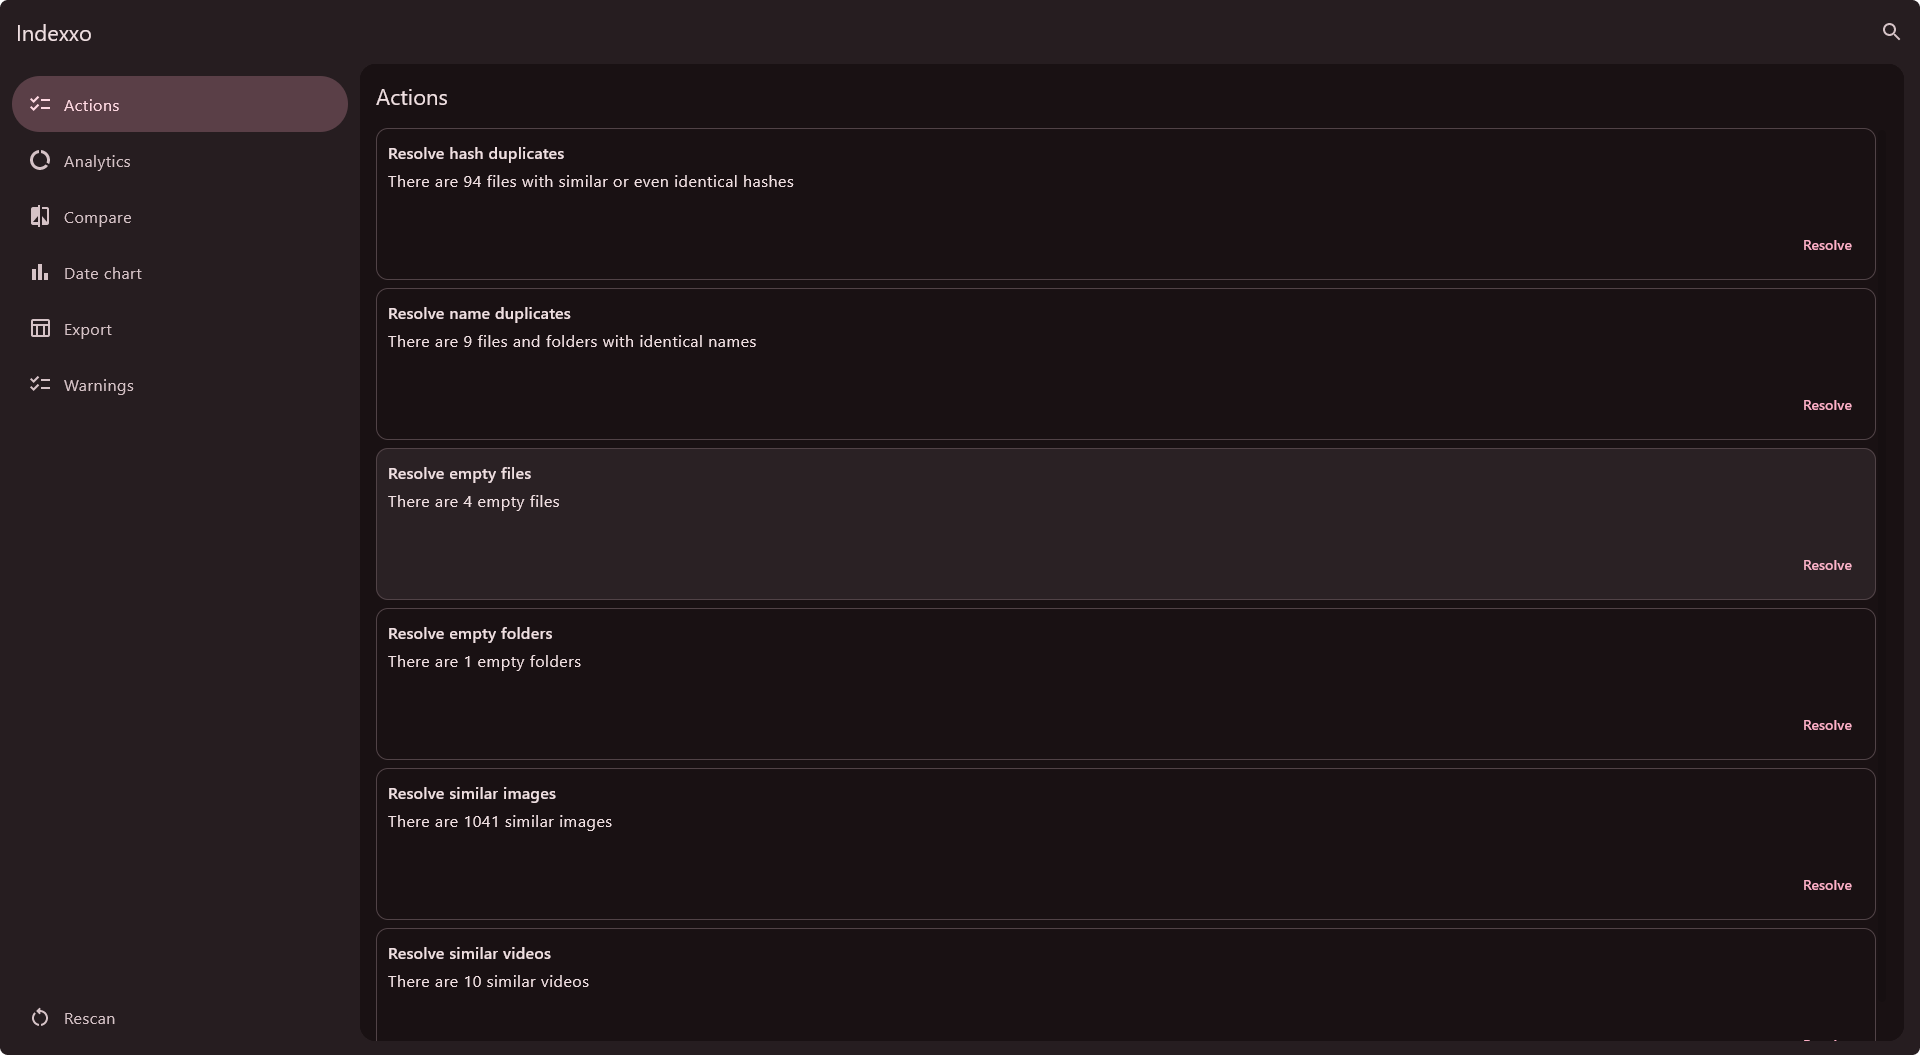 Indexxo
Actions
Analytics
Compare
Date chart
Export
Warnings
Rescan
Actions
Resolve hash duplicates
There are 94 files with similar or even identical hashes
Resolve
Resolve name duplicates
There are 9 files and folders with identical names
Resolve
Resolve empty files
There are 4 empty files
Resolve
Resolve empty folders
There are 1 empty folders
Resolve
Resolve similar images
There are 1041 similar images
Resolve
Resolve similar videos
There are 10 similar videos